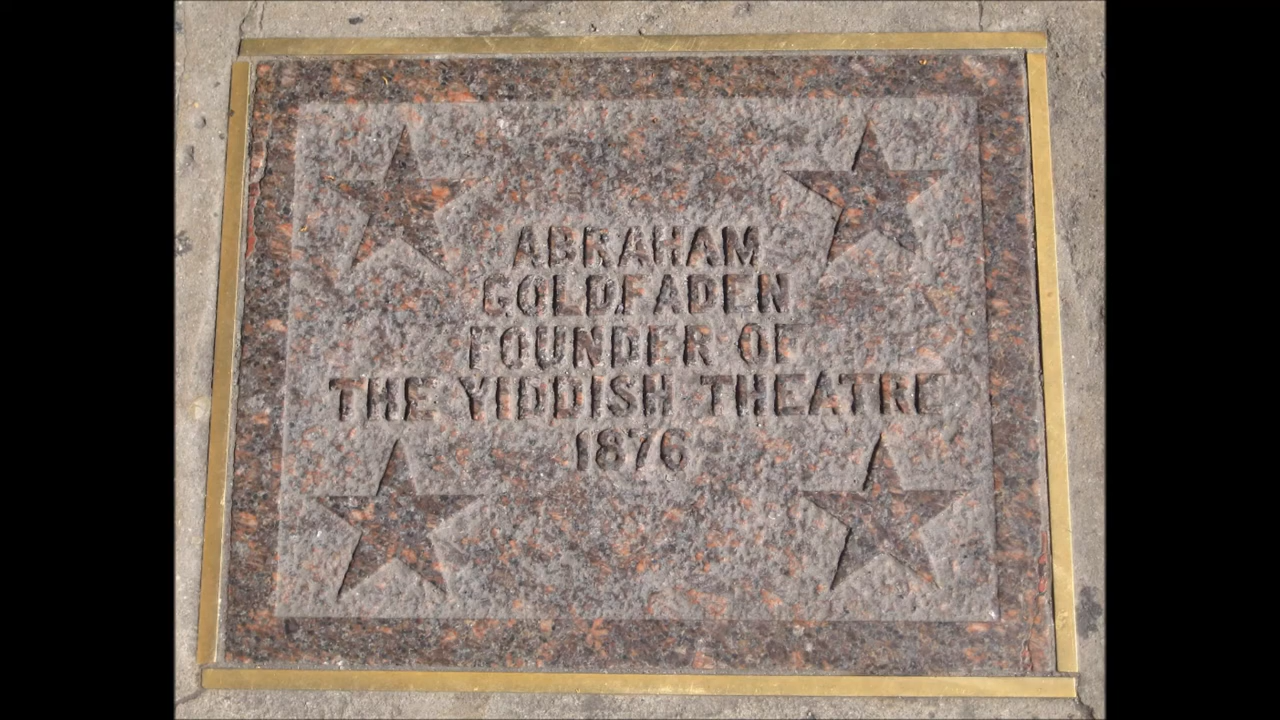 ABRAHAM
GOLDFADEN
FOUNDER OF
THE YIDDISH THEATRE
1876